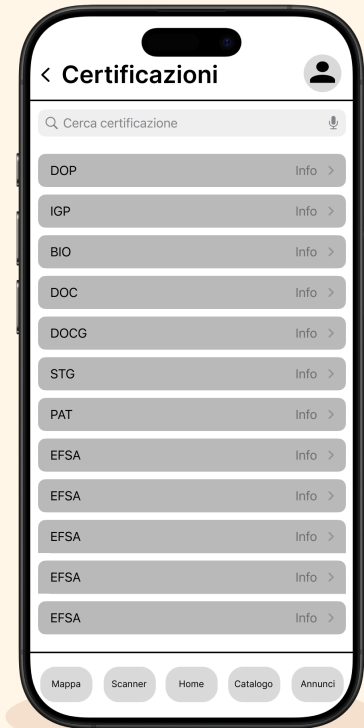 Certificazioni
Cerca certificazione
DOP Info
IGP Info
BIO Info
DOC Info
DOCG Info
STG Info
PAT Info
EFSA Info
EFSA Info
EFSA Info
EFSA Info
EFSA Info
Mappa Scanner Home Catalogo Annunci